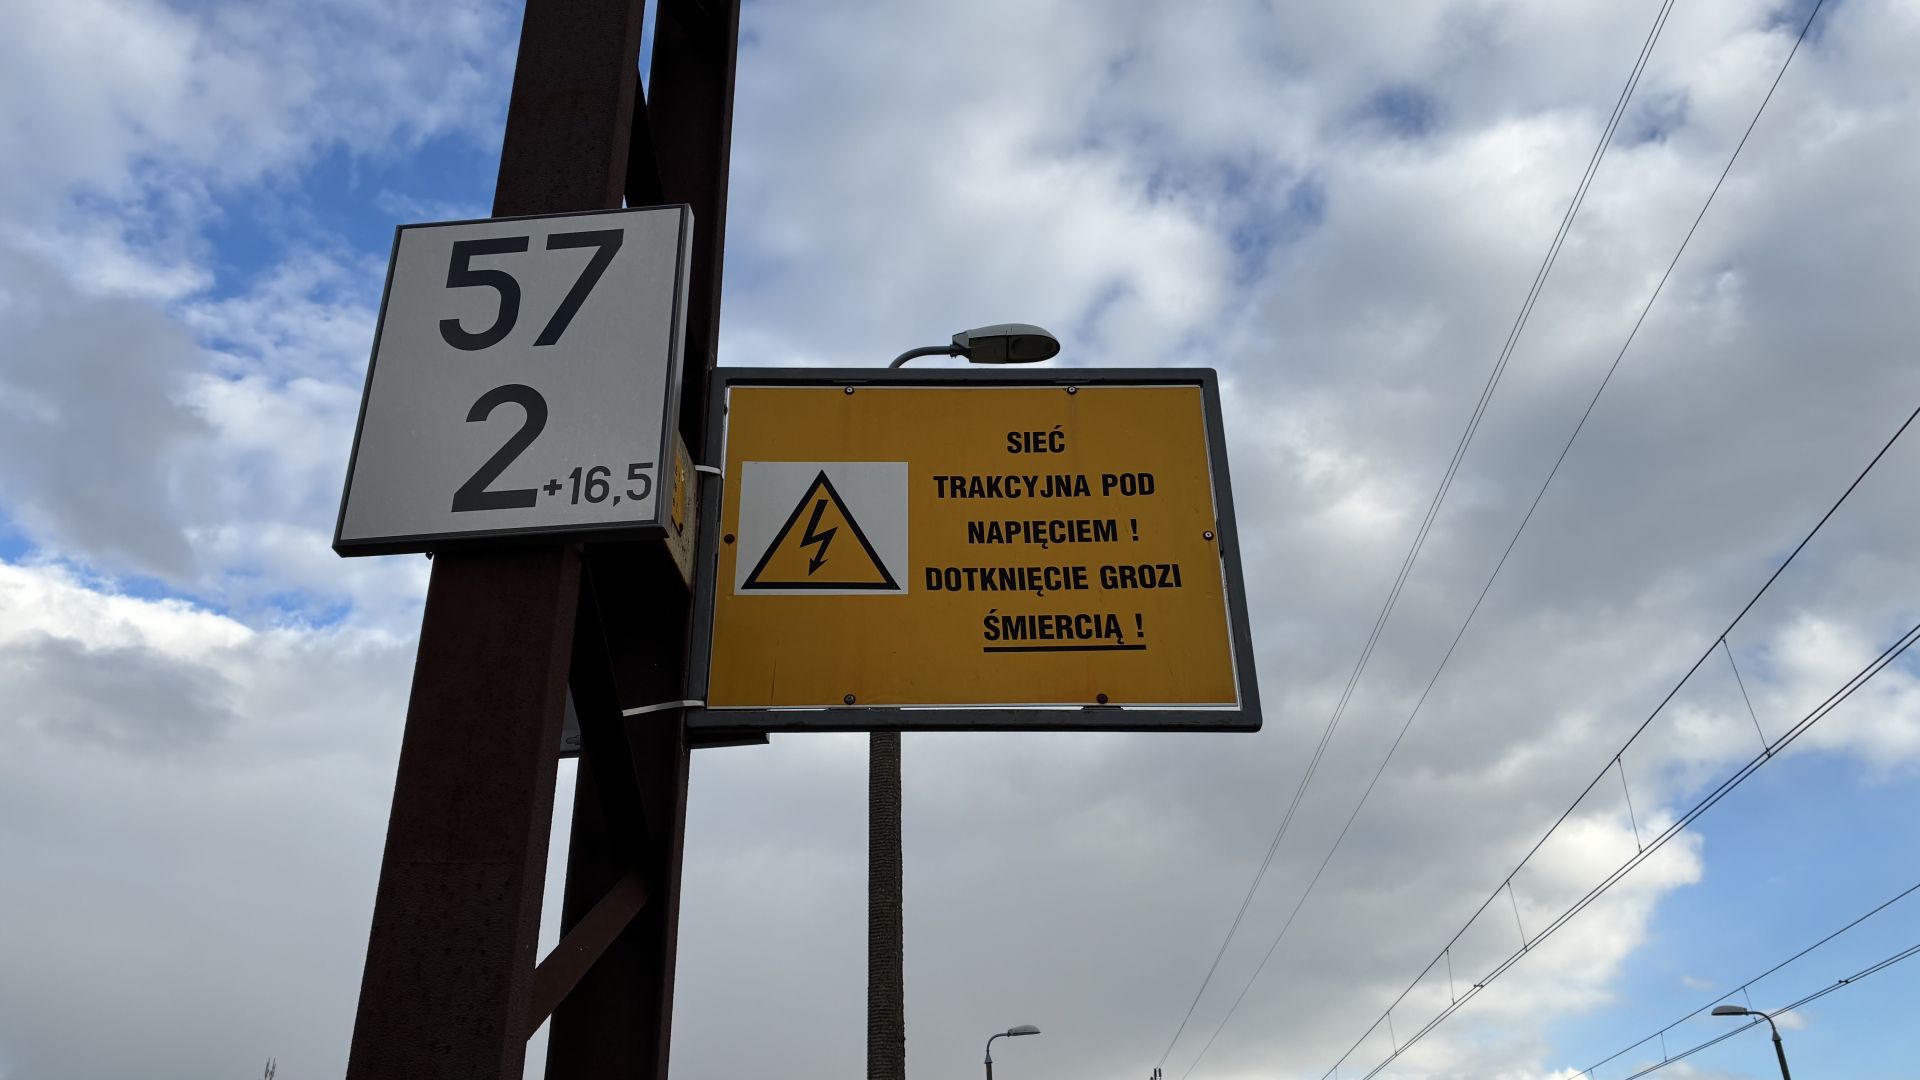 57
2+16,5
SIEĆ
TRAKCYJNA POD
NAPIĘCIEM !
DOTKNIĘCIE GROZI
ŚMIERCIĄ !